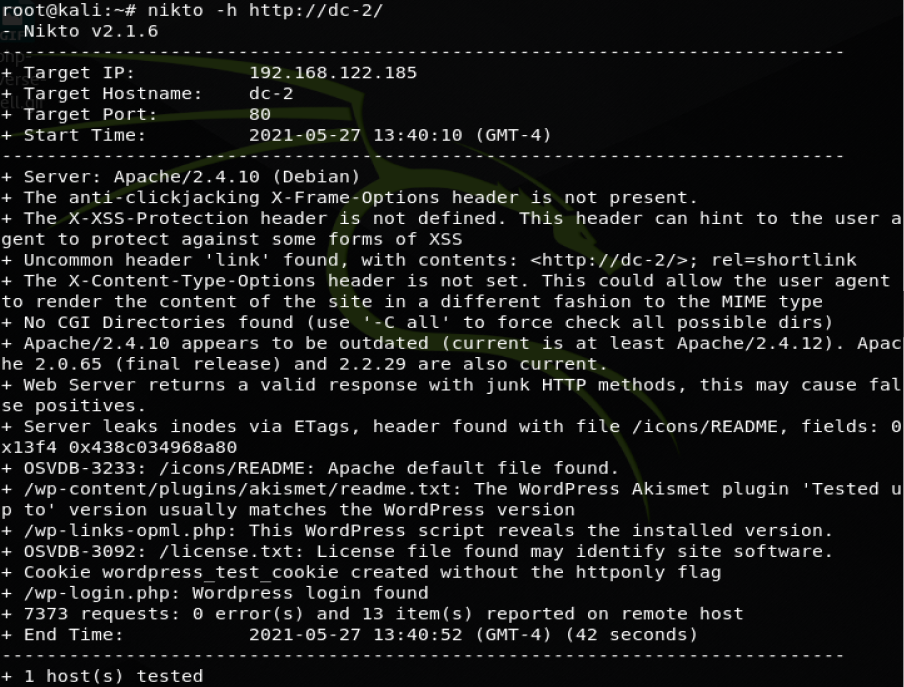 root@kali:~# nikto -h http://dc-2/
- Nikto v2.1.6
---------------------------------------------------------------------------
+ Target IP:          192.168.122.185
+ Target Hostname:    dc-2
+ Target Port:        80
+ Start Time:         2021-05-27 13:40:10 (GMT-4)
---------------------------------------------------------------------------
+ Server: Apache/2.4.10 (Debian)
+ The anti-clickjacking X-Frame-Options header is not present.
+ The X-XSS-Protection header is not defined. This header can hint to the user a
gent to protect against some forms of XSS
+ Uncommon header 'link' found, with contents: <http://dc-2/>; rel=shortlink
+ The X-Content-Type-Options header is not set. This could allow the user agent
to render the content of the site in a different fashion to the MIME type
+ No CGI Directories found (use '-C all' to force check all possible dirs)
+ Apache/2.4.10 appears to be outdated (current is at least Apache/2.4.12). Apac
he 2.0.65 (final release) and 2.2.29 are also current.
+ Web Server returns a valid response with junk HTTP methods, this may cause fal
se positives.
+ Server leaks inodes via ETags, header found with file /icons/README, fields: 0
x13f4 0x438c034968a80
+ OSVDB-3233: /icons/README: Apache default file found.
+ /wp-content/plugins/akismet/readme.txt: The WordPress Akismet plugin 'Tested u
p to' version usually matches the WordPress version
+ /wp-links-opml.php: This WordPress script reveals the installed version.
+ OSVDB-3092: /license.txt: License file found may identify site software.
+ Cookie wordpress_test_cookie created without the httponly flag
+ /wp-login.php: Wordpress login found
+ 7373 requests: 0 error(s) and 13 item(s) reported on remote host
+ End Time:           2021-05-27 13:40:52 (GMT-4) (42 seconds)
---------------------------------------------------------------------------
+ 1 host(s) tested